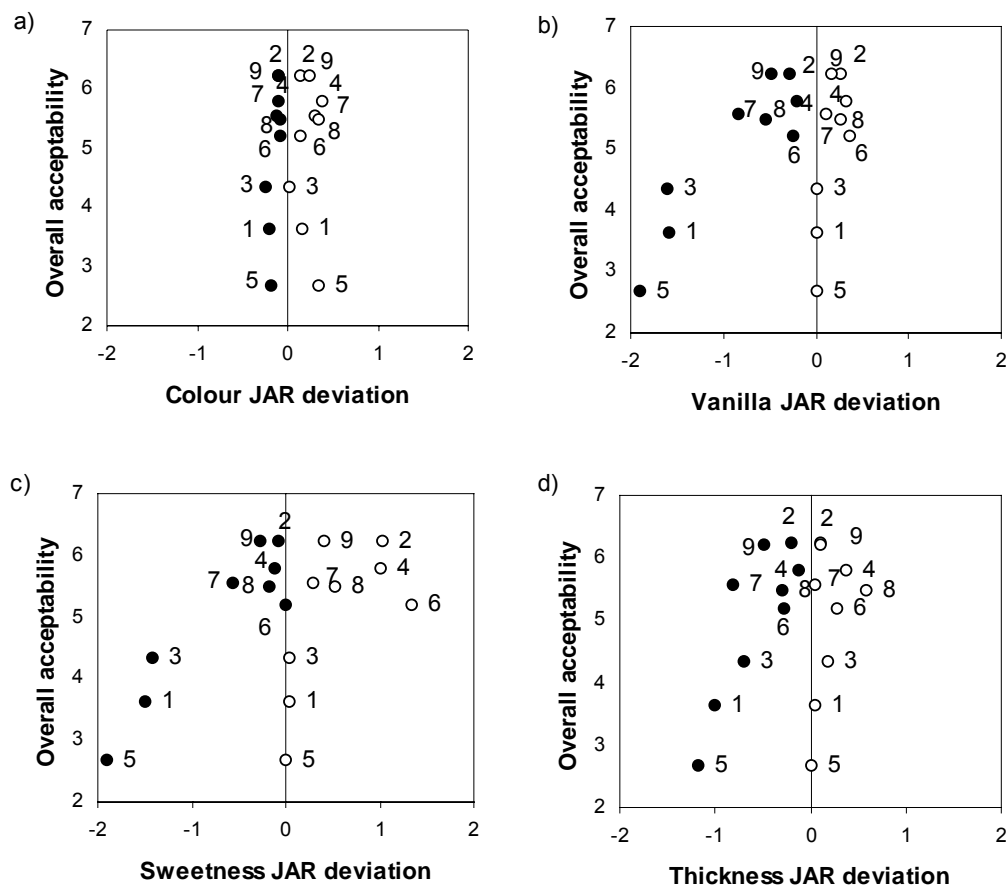 a)
7
6
5
4
3
2
Overall acceptability
2 2 9
9 4 4
7 7
8 8
6 6
3 3
1 1
5 5
-2 -1 0 1 2
Colour JAR deviation
b)
7
6
5
4
3
2
Overall acceptability
9 2 9 2
4 4
7 8 7 8
6 6
3 3
1 1
5 5
-2 -1 0 1 2
Vanilla JAR deviation
c)
7
6
5
4
3
2
Overall acceptability
2
9 9 2
4 4
7 8 7 8
6 6
3 3
1 1
5 5
-2 -1 0 1 2
Sweetness JAR deviation
d)
7
6
5
4
3
2
Overall acceptability
2 2
9 9
4 4
7 8 7 8
6 6
3 3
1 1
5 5
-2 -1 0 1 2
Thickness JAR deviation